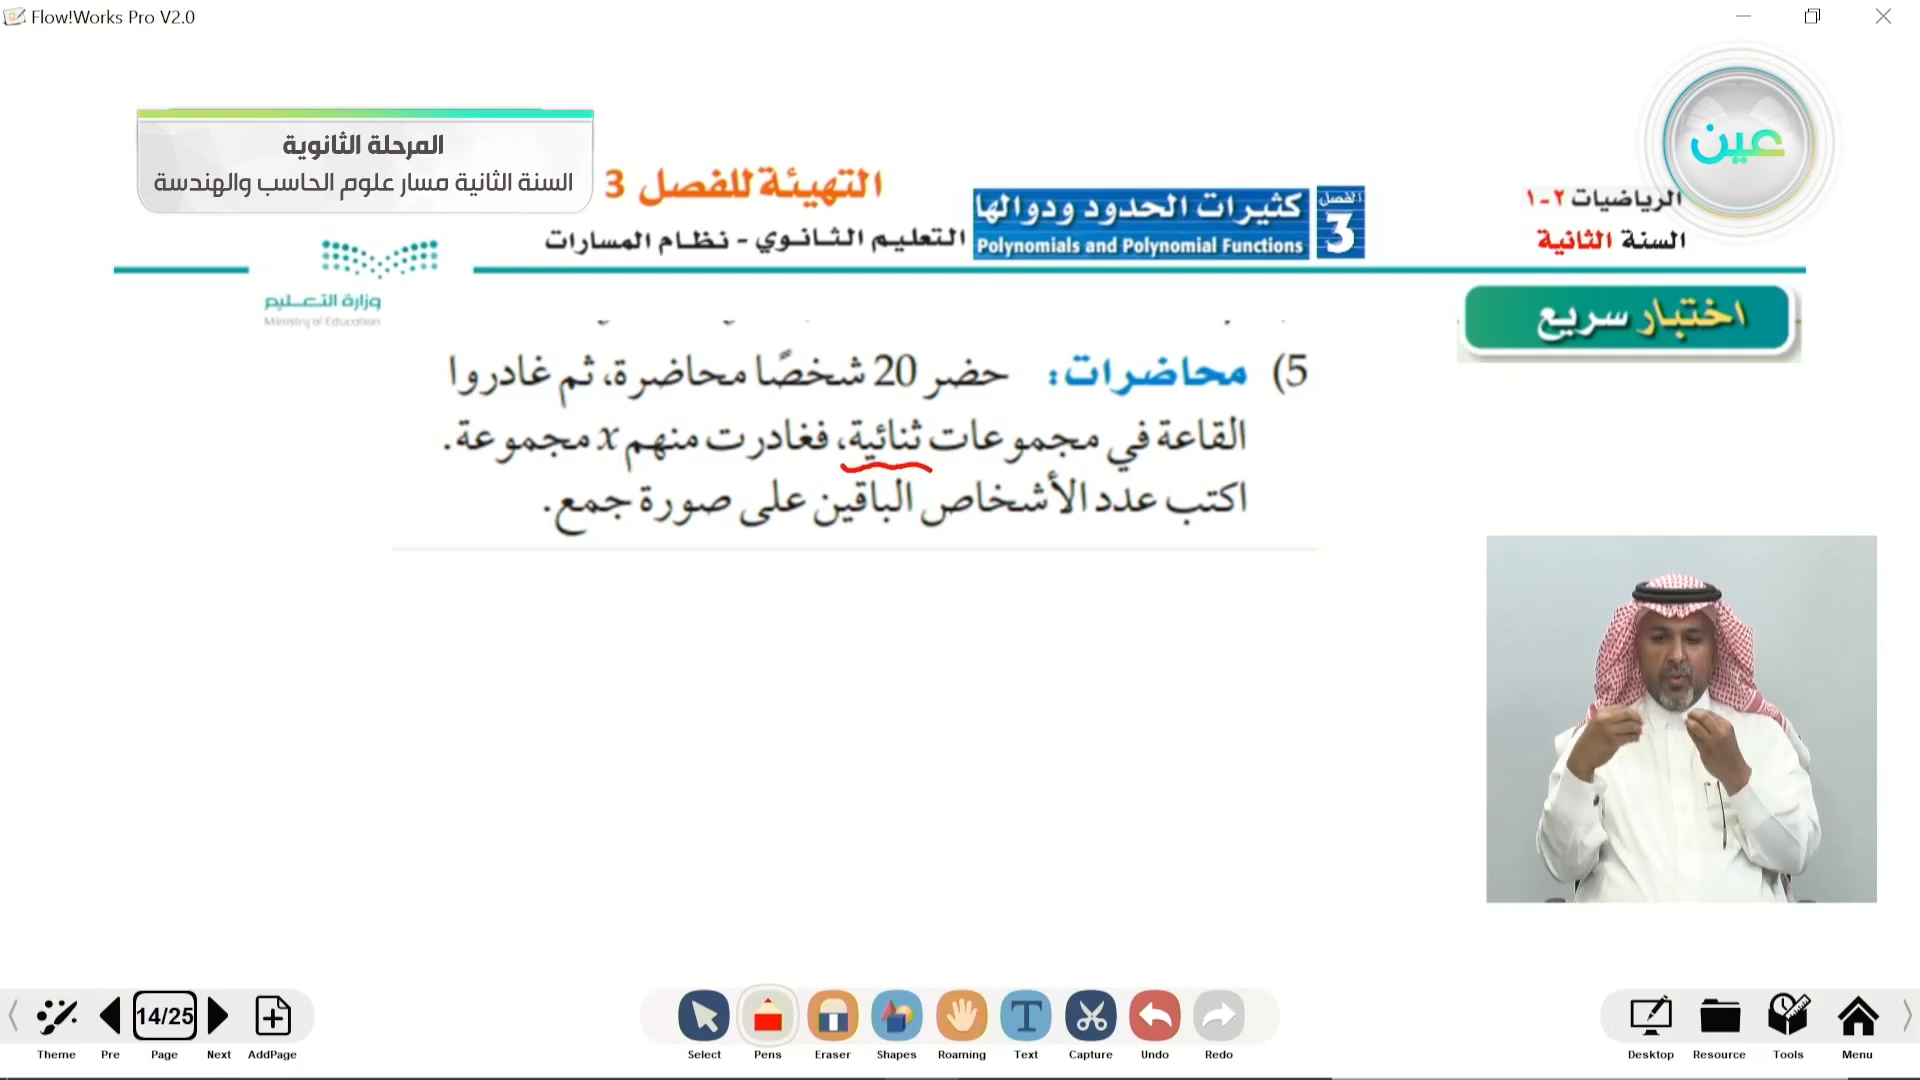 Flow!Works Pro V2.0
عين
المرحلة الثانوية
السنة الثانية مسار علوم الحاسب والهندسة
الرياضيات ٢-١
السنة الثانية
الفصل
3
كثيرات الحدود ودوالها
Polynomials and Polynomial Functions
التهيئة للفصل 3
التعليم الثانوي - نظام المسارات
وزارة التعليم
Ministry of Education
اختبار سريع
5) محاضرات: حضر 20 شخصًا محاضرة، ثم غادروا
القاعة في مجموعات ثنائية، فغادرت منهم x مجموعة.
اكتب عدد الأشخاص الباقين على صورة جمع.
14/25
Theme Pre Page Next AddPage
Select Pens Eraser Shapes Roaming Text Capture Undo Redo
T
Desktop Resource Tools Menu